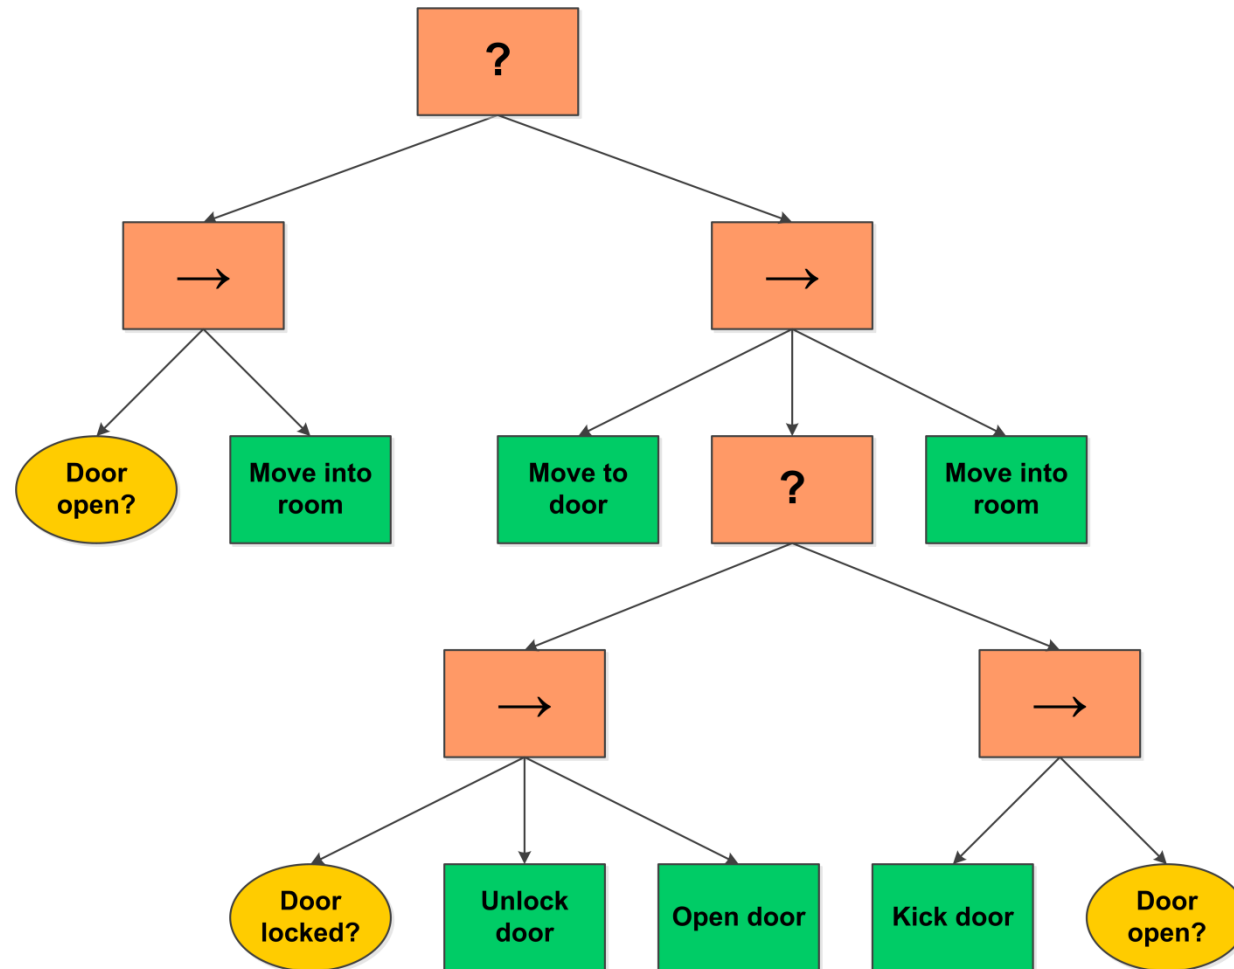 ?
→
→
Door
open?
Move into
room
Move to
door
?
Move into
room
→
→
Door
locked?
Unlock
door
Open door
Kick door
Door
open?